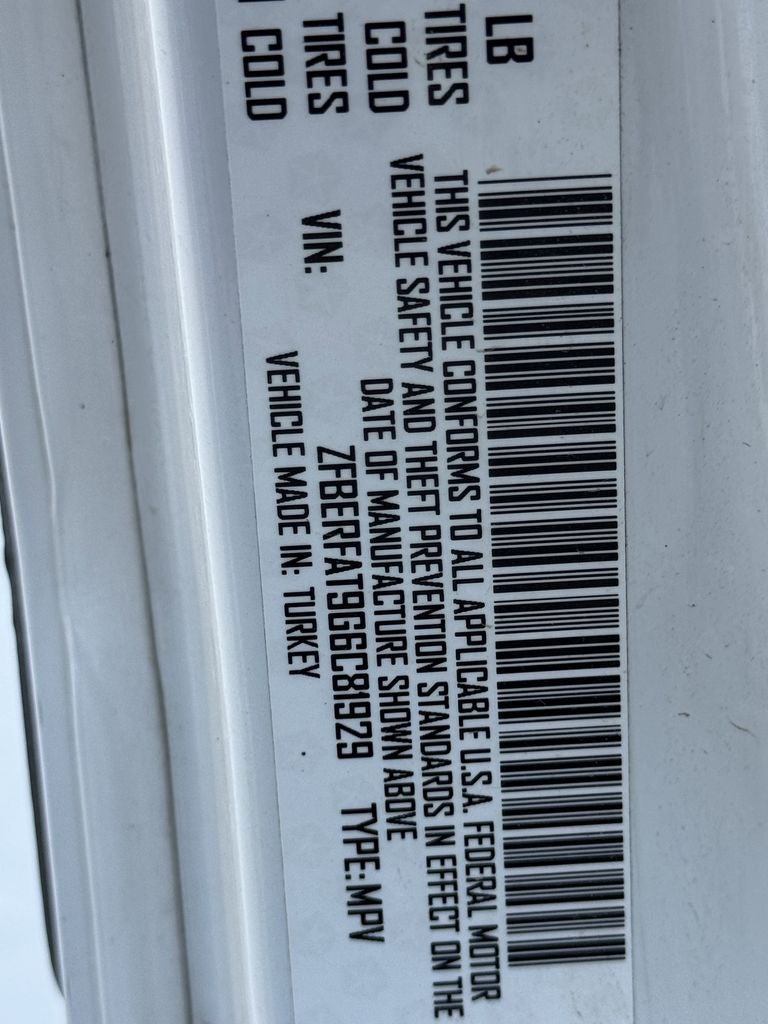 LB
TIRES
COLD
TIRES
COLD
THIS VEHICLE CONFORMS TO ALL APPLICABLE U.S.A. FEDERAL MOTOR
VEHICLE SAFETY AND THEFT PREVENTION STANDARDS IN EFFECT ON THE
DATE OF MANUFACTURE SHOWN ABOVE
VIN: ZFBERFAT9G6C81929 TYPE:MPV
VEHICLE MADE IN: TURKEY